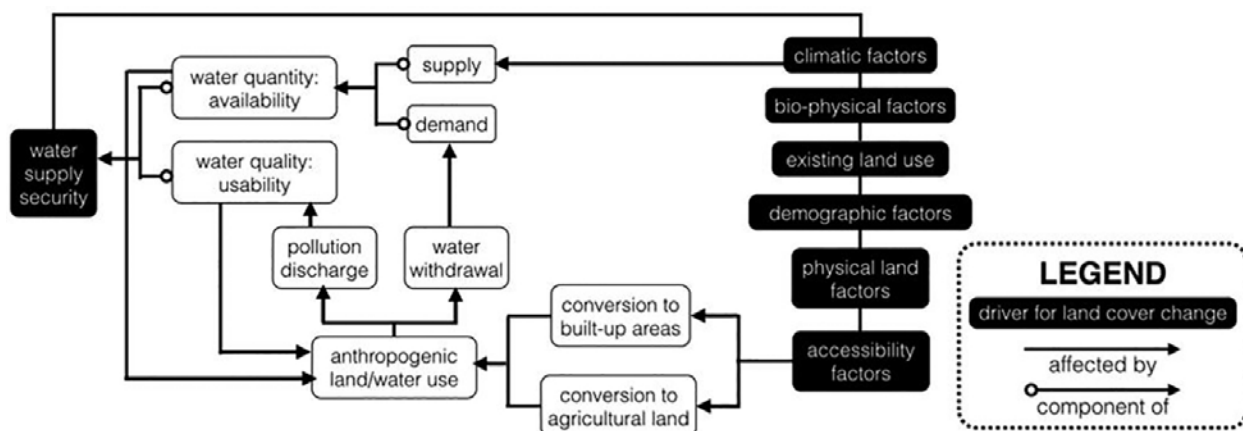 water
supply
security
water quantity:
availability
water quality:
usability
supply
demand
pollution
discharge
water
withdrawal
anthropogenic
land/water use
conversion to
built-up areas
conversion to
agricultural land
climatic factors
bio-physical factors
existing land use
demographic factors
physical land
factors
accessibility
factors
LEGEND
driver for land cover change
affected by
component of